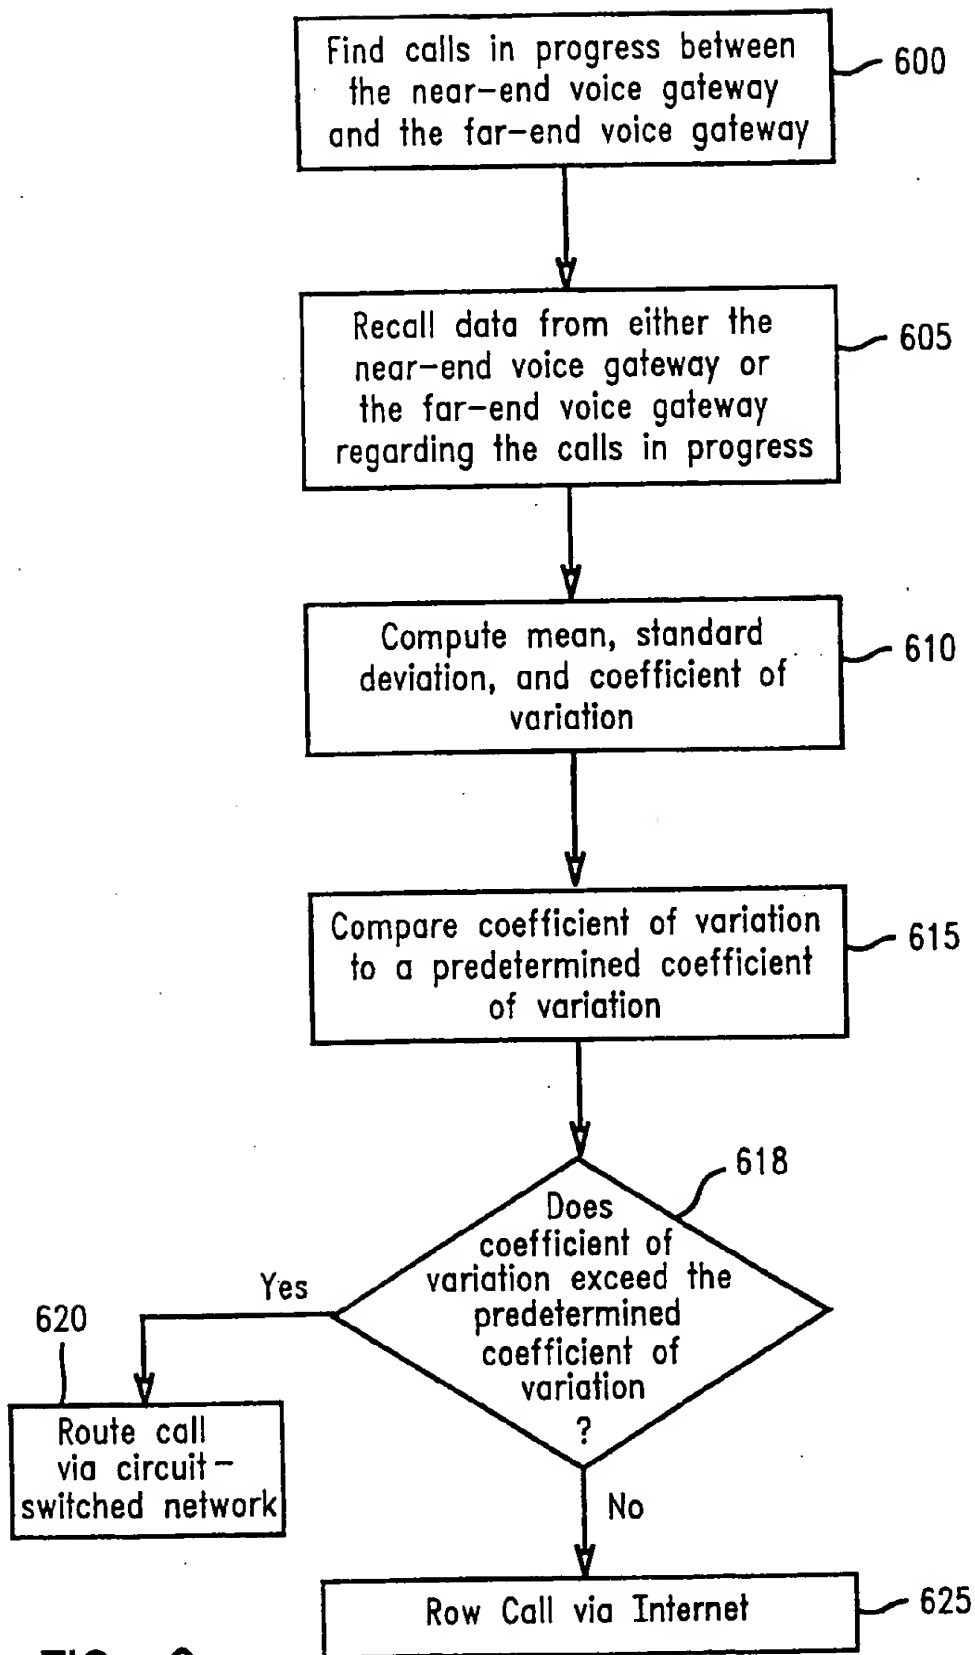 Find calls in progress between
the near-end voice gateway
and the far-end voice gateway
600
Recall data from either the
near-end voice gateway or
the far-end voice gateway
regarding the calls in progress
605
Compute mean, standard
deviation, and coefficient of
variation
610
Compare coefficient of variation
to a predetermined coefficient
of variation
615
618
Does
coefficient of
variation exceed the
predetermined
coefficient of
variation
?
Yes
620
Route call
via circuit-
switched network
No
Row Call via Internet
625